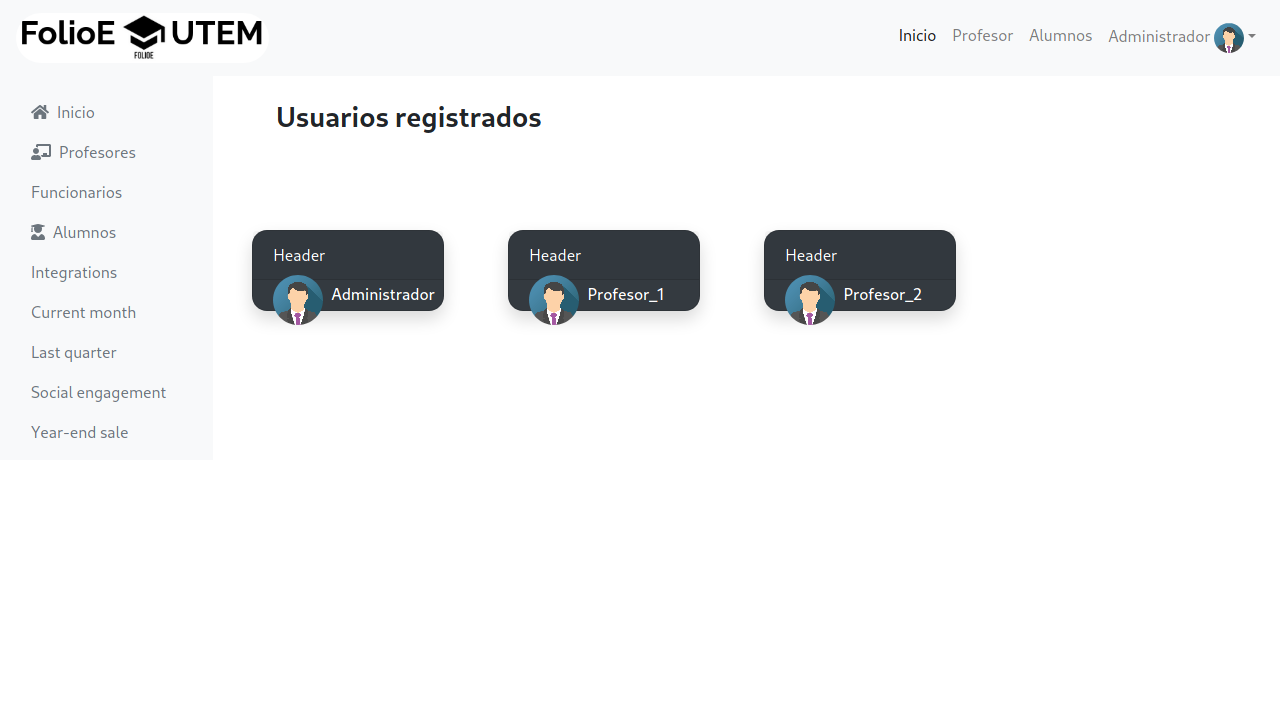 FolioE UTEM
FOLIOE
Inicio Profesor Alumnos Administrador
Inicio
Profesores
Funcionarios
Alumnos
Integrations
Current month
Last quarter
Social engagement
Year-end sale
Usuarios registrados
Header
Administrador
Header
Profesor_1
Header
Profesor_2